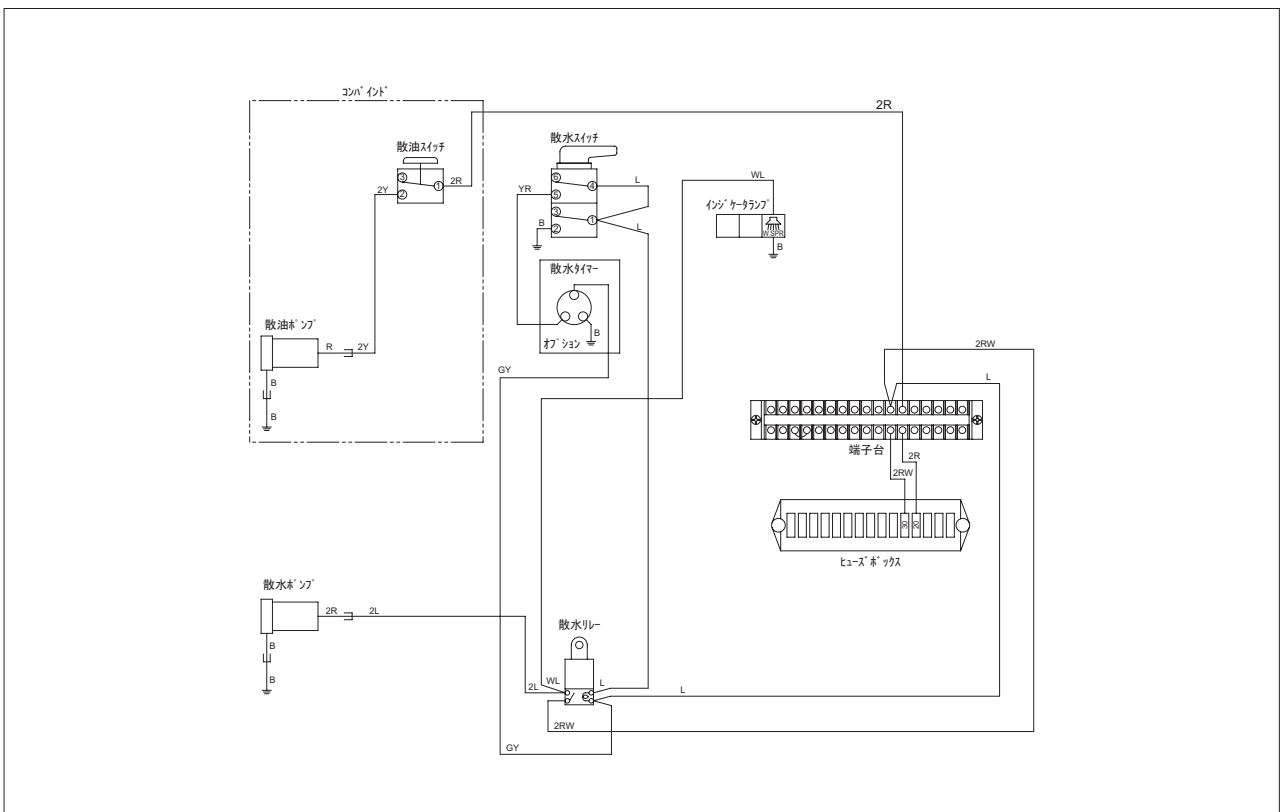 ｺﾝﾊﾞｲﾝﾄﾞ
2R
散油ｽｲｯﾁ
③
①
②
2Y
2R
散水ｽｲｯﾁ
⑥
④
⑤
③
①
②
YR
L
L
B
WL
ｲﾝｼﾞｹｰﾀﾗﾝﾌﾟ
W.SPR
B
散水ﾀｲﾏｰ
B
ｵﾌﾟｼｮﾝ
散油ﾎﾟﾝﾌﾟ
R
2Y
B
B
GY
2RW
L
端子台
2R
2RW
30
20
ﾋｭｰｽﾞﾎﾞｯｸｽ
散水ﾎﾟﾝﾌﾟ
2R
2L
B
B
散水ﾘﾚｰ
WL
2L
L
L
2RW
GY